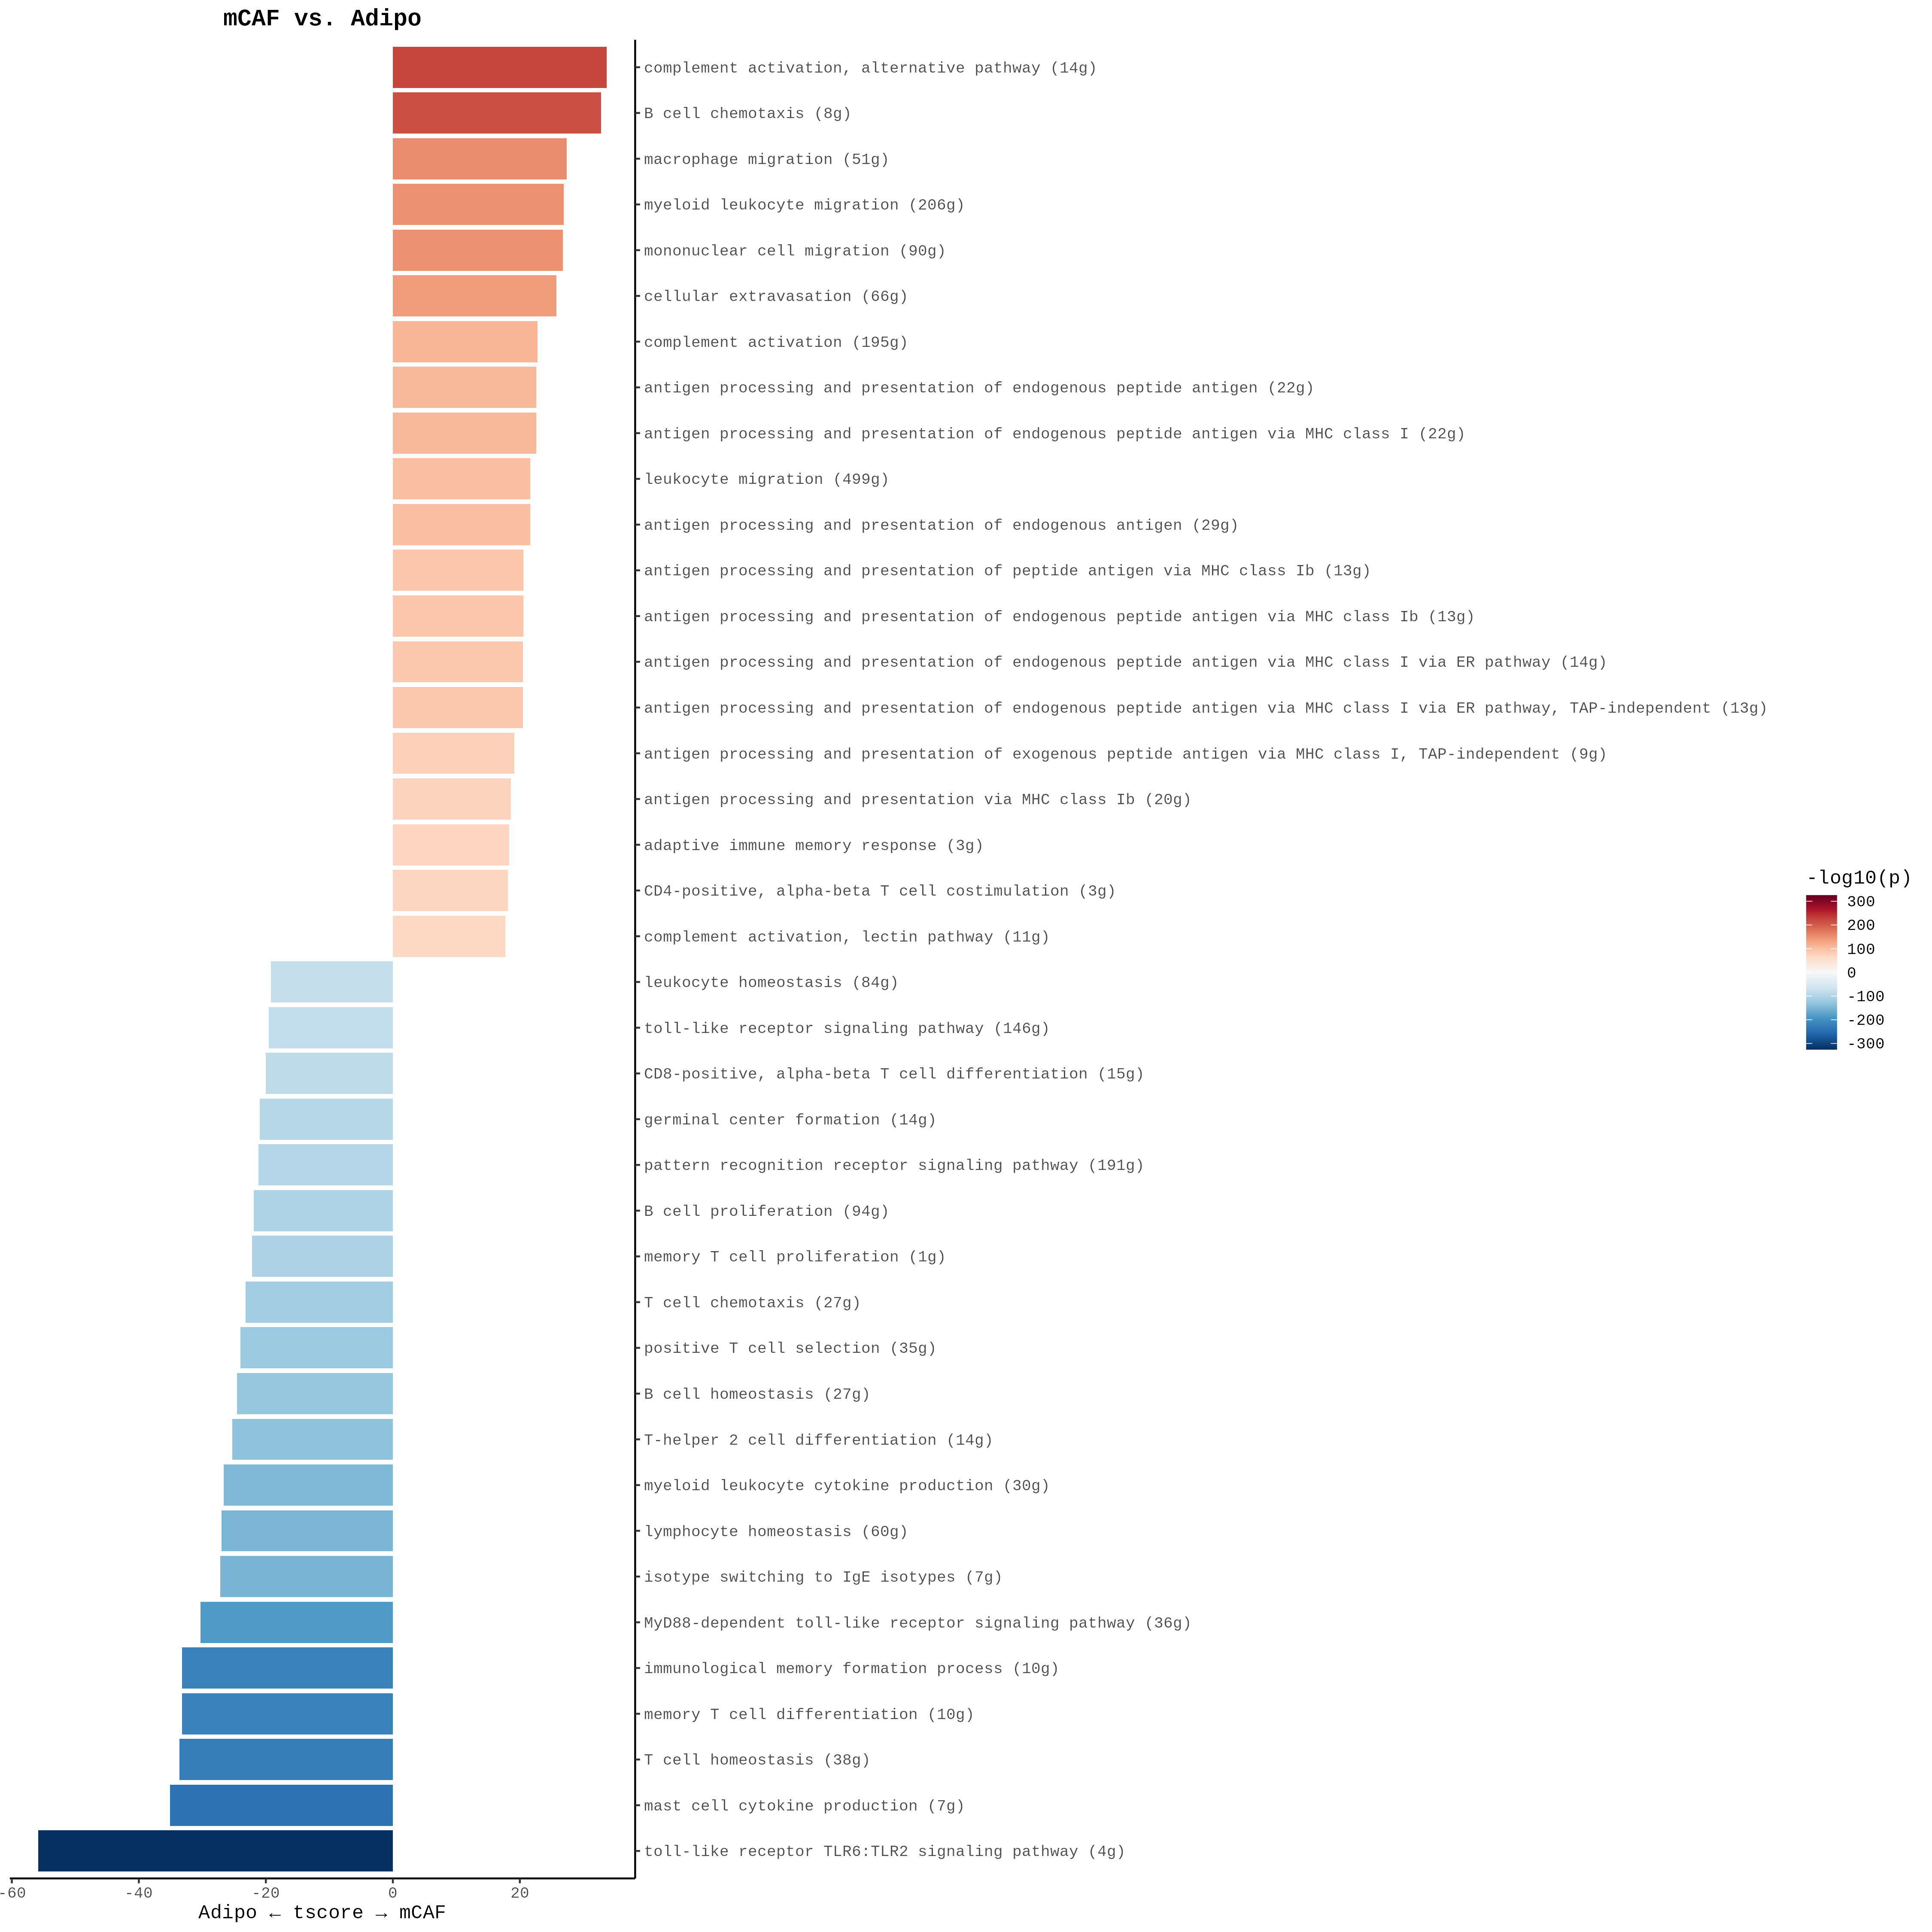 mCAF vs. Adipo
complement activation, alternative pathway (14g)
B cell chemotaxis (8g)
macrophage migration (51g)
myeloid leukocyte migration (206g)
mononuclear cell migration (90g)
cellular extravasation (66g)
complement activation (195g)
antigen processing and presentation of endogenous peptide antigen (22g)
antigen processing and presentation of endogenous peptide antigen via MHC class I (22g)
leukocyte migration (499g)
antigen processing and presentation of endogenous antigen (29g)
antigen processing and presentation of peptide antigen via MHC class Ib (13g)
antigen processing and presentation of endogenous peptide antigen via MHC class Ib (13g)
antigen processing and presentation of endogenous peptide antigen via MHC class I via ER pathway (14g)
antigen processing and presentation of endogenous peptide antigen via MHC class I via ER pathway, TAP-independent (13g)
antigen processing and presentation of exogenous peptide antigen via MHC class I, TAP-independent (9g)
antigen processing and presentation via MHC class Ib (20g)
adaptive immune memory response (3g)
CD4-positive, alpha-beta T cell costimulation (3g)
complement activation, lectin pathway (11g)
leukocyte homeostasis (84g)
toll-like receptor signaling pathway (146g)
CD8-positive, alpha-beta T cell differentiation (15g)
germinal center formation (14g)
pattern recognition receptor signaling pathway (191g)
B cell proliferation (94g)
memory T cell proliferation (1g)
T cell chemotaxis (27g)
positive T cell selection (35g)
B cell homeostasis (27g)
T-helper 2 cell differentiation (14g)
myeloid leukocyte cytokine production (30g)
lymphocyte homeostasis (60g)
isotype switching to IgE isotypes (7g)
MyD88-dependent toll-like receptor signaling pathway (36g)
immunological memory formation process (10g)
memory T cell differentiation (10g)
T cell homeostasis (38g)
mast cell cytokine production (7g)
toll-like receptor TLR6:TLR2 signaling pathway (4g)
-60 -40 -20 0 20
Adipo ← tscore → mCAF
-log10(p)
300
200
100
0
-100
-200
-300